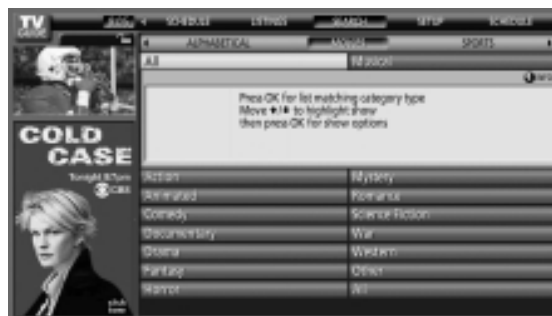 TV
GUIDE
SCHEDULE LISTINGS SEARCH SETUP SCHEDULE
ALPHABETICAL MOVIES SPORTS
All Musical
Press OK for list matching category type
Move to highlight show
then press OK for show options
COLD
CASE
Tonight 8/7pm
CBS
Action Mystery
Animated Romance
Comedy Science Fiction
Documentary War
Drama Western
Fantasy Other
Horror All